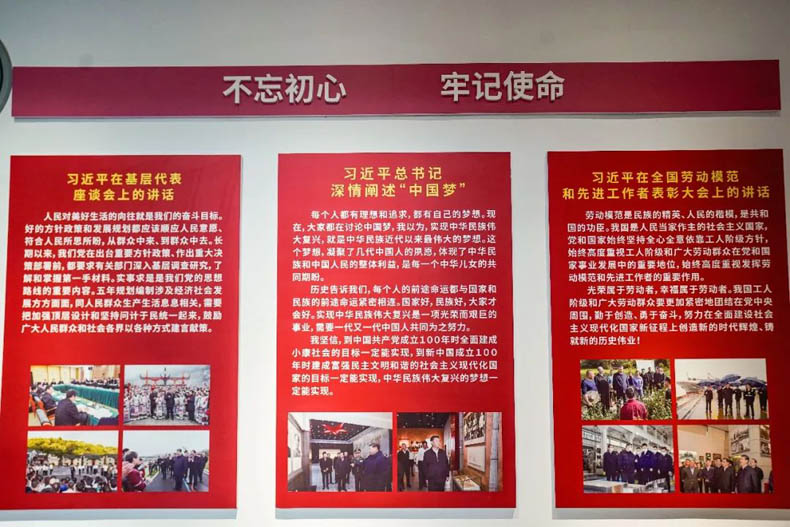 不忘初心 牢记使命
习近平在基层代表
座谈会上的讲话
人民对美好生活的向往就是我们的奋斗目标。
好的方针政策和发展规划都应该顺应人民意愿、
符合人民所思所盼，从群众中来、到群众中去。长
期以来，我们党在出台重要方针政策、作出重大决
策部署前，都要求有关部门深入基层调查研究，了
解和掌握第一手材料。实事求是是我们党的思想
路线的重要内容，五年规划编制涉及经济社会发
展方方面面，同人民群众生产生活息息相关，需要
把加强顶层设计和坚持问计于民统一起来，鼓励
广大人民群众和社会各界以各种方式建言献策。
习近平总书记
深情阐述“中国梦”
每个人都有理想和追求，都有自己的梦想。现
在，大家都在讨论中国梦，我以为，实现中华民族伟
大复兴，就是中华民族近代以来最伟大的梦想。这
个梦想，凝聚了几代中国人的夙愿，体现了中华民
族和中国人民的整体利益，是每一个中华儿女的共
同期盼。
历史告诉我们，每个人的前途命运都与国家和
民族的前途命运紧密相连。国家好，民族好，大家才
会好。实现中华民族伟大复兴是一项光荣而艰巨的
事业，需要一代又一代中国人共同为之努力。
我坚信，到中国共产党成立100年时全面建成
小康社会的目标一定能实现，到新中国成立100
年时建成富强民主文明和谐的社会主义现代化国
家的目标一定能实现，中华民族伟大复兴的梦想一
定能实现。
习近平在全国劳动模范
和先进工作者表彰大会上的讲话
劳动模范是民族的精英、人民的楷模，是共和
国的功臣。我国是人民当家作主的社会主义国家，
党和国家始终坚持全心全意依靠工人阶级方针，
始终高度重视工人阶级和广大劳动群众在党和国
家事业发展中的重要地位，始终高度重视发挥劳
动模范和先进工作者的重要作用。
光荣属于劳动者，幸福属于劳动者。我国工人
阶级和广大劳动群众要更加紧密地团结在党中央
周围，勤于创造、勇于奋斗，努力在全面建设社会
主义现代化国家新征程上创造新的时代辉煌、铸
就新的历史伟业！